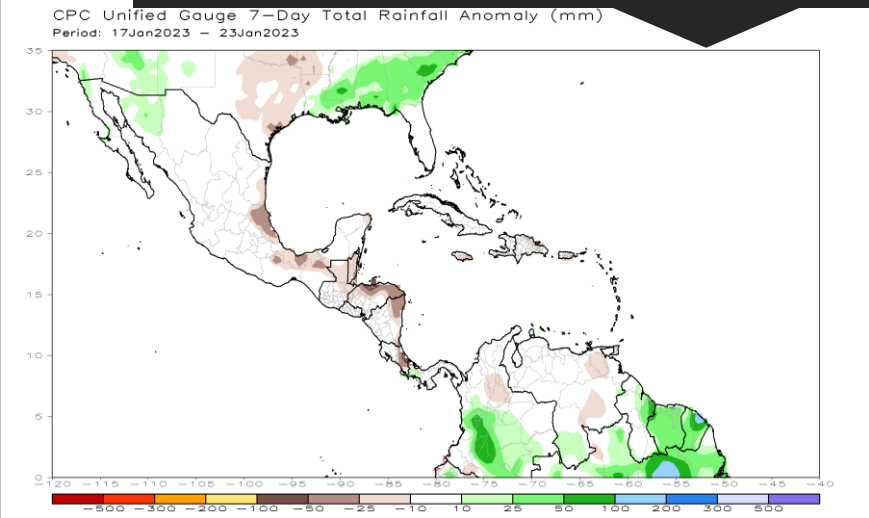 CPC Unified Gauge 7-Day Total Rainfall Anomaly (mm)
Period: 17Jan2023 - 23Jan2023
35
30
25
20
15
10
5
0
-120 -115 -110 -105 -100 -95 -90 -85 -80 -75 -70 -65 -60 -55 -50 -45 -40
-500 -300 -200 -100 -50 -25 -10 10 25 50 100 200 300 500